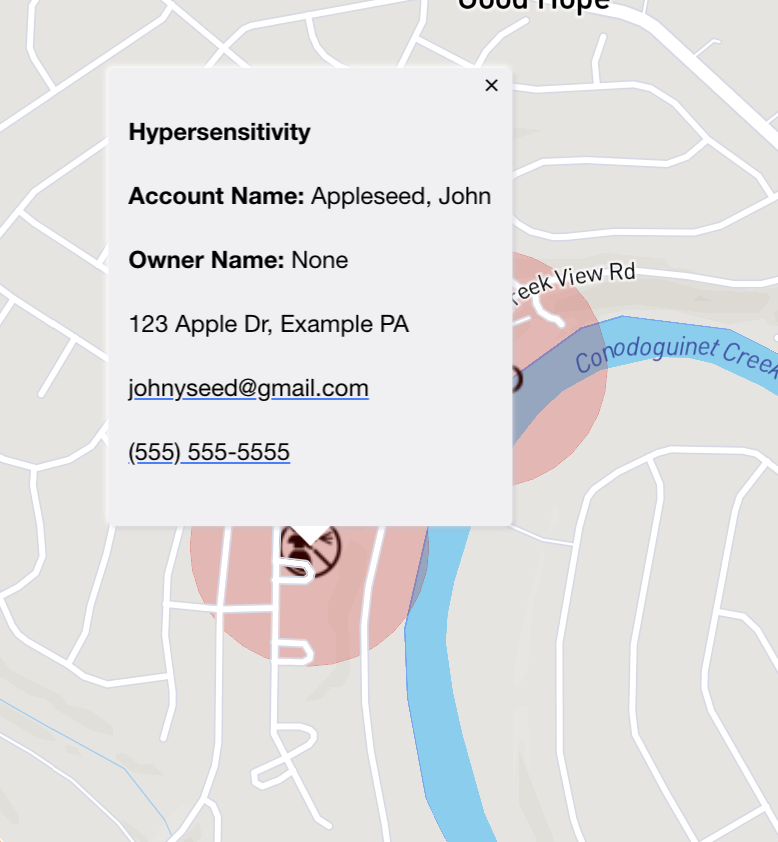 Good Hope
×
Hypersensitivity
Account Name: Appleseed, John
Owner Name: None
123 Apple Dr, Example PA
johnyseed@gmail.com
(555) 555-5555
reek View Rd
Conodoguinet Creek